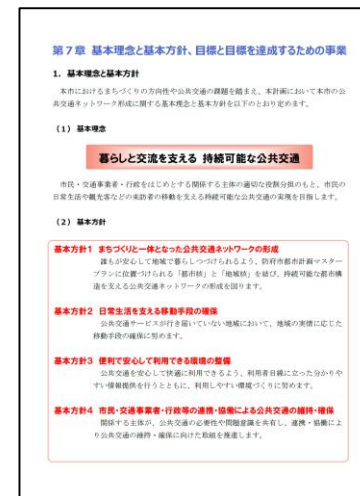 第7章 基本理念と基本方針、目標と目標を達成するための事業
1. 基本理念と基本方針
本市におけるまちづくりの方向性や公共交通の課題を踏まえ、本計画において本市の公
共交通ネットワーク形成に関する基本理念と基本方針を以下のとおり定めます。
(1) 基本理念
暮らしと交流を支える 持続可能な公共交通
市民・交通事業者・行政をはじめとする関係する主体の適切な役割分担のもと、市民の
日常生活や観光客などの来訪者の移動を支える持続可能な公共交通の実現を目指します。
(2) 基本方針
基本方針1 まちづくりと一体となった公共交通ネットワークの形成
誰もが安心して地域で暮らしつづけられるよう、防府市都市計画マスター
プランに位置づけられる「都市核」と「地域核」を結び、持続可能な都市構
造を支える公共交通ネットワークの形成を図ります。
基本方針2 日常生活を支える移動手段の確保
公共交通サービスが行き届いていない地域において、地域の実情に応じた
移動手段の確保に努めます。
基本方針3 便利で安心して利用できる環境の整備
公共交通を安心して快適に利用できるよう、利用者目線に立った分かりや
すい情報提供を行うとともに、利用しやすい環境づくりに努めます。
基本方針4 市民・交通事業者・行政等の連携・協働による公共交通の維持・確保
関係する主体が、公共交通の必要性や問題意識を共有し、連携・協働によ
り公共交通の維持・確保に向けた取組を推進します。